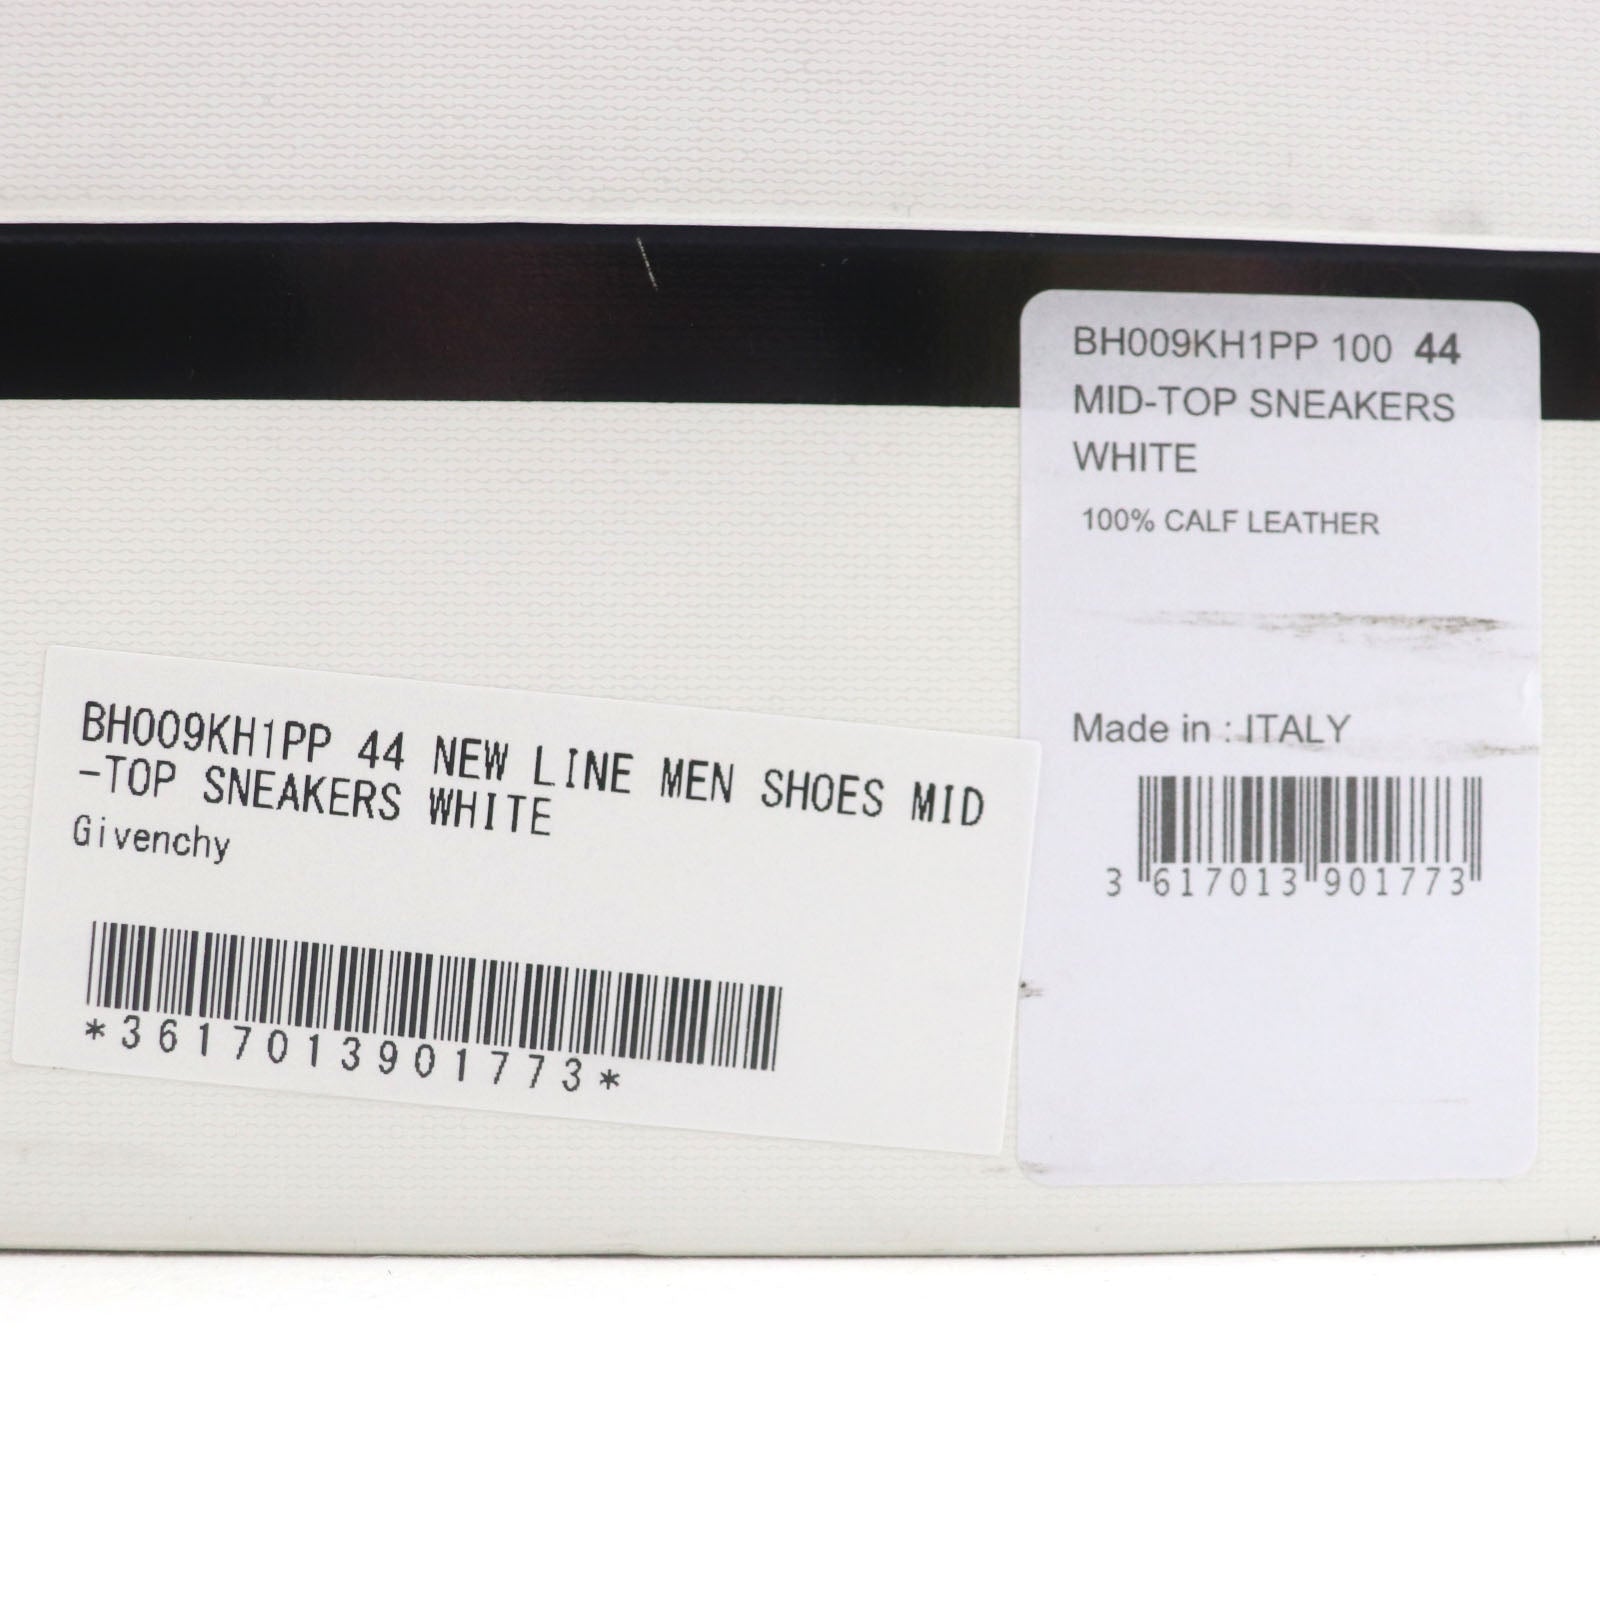 BH009KH1PP 100 44
MID-TOP SNEAKERS
WHITE
100% CALF LEATHER
Made in : ITALY
3 617013 901773
BH009KH1PP 44 NEW LINE MEN SHOES MID
-TOP SNEAKERS WHITE
Givenchy
*3617013901773*